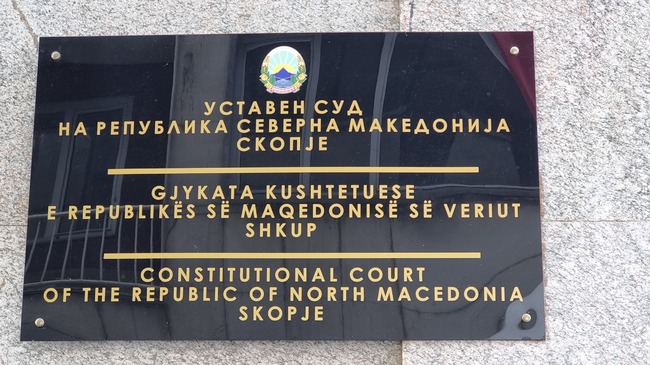 УСТАВЕН СУД
НА РЕПУБЛИКА СЕВЕРНА МАКЕДОНИЈА
СКОПЈЕ
GJYKATA KUSHTETUESE
E REPUBLIKËS SË MAQEDONISË SË VERIUT
SHKUP
CONSTITUTIONAL COURT
OF THE REPUBLIC OF NORTH MACEDONIA
SKOPJE